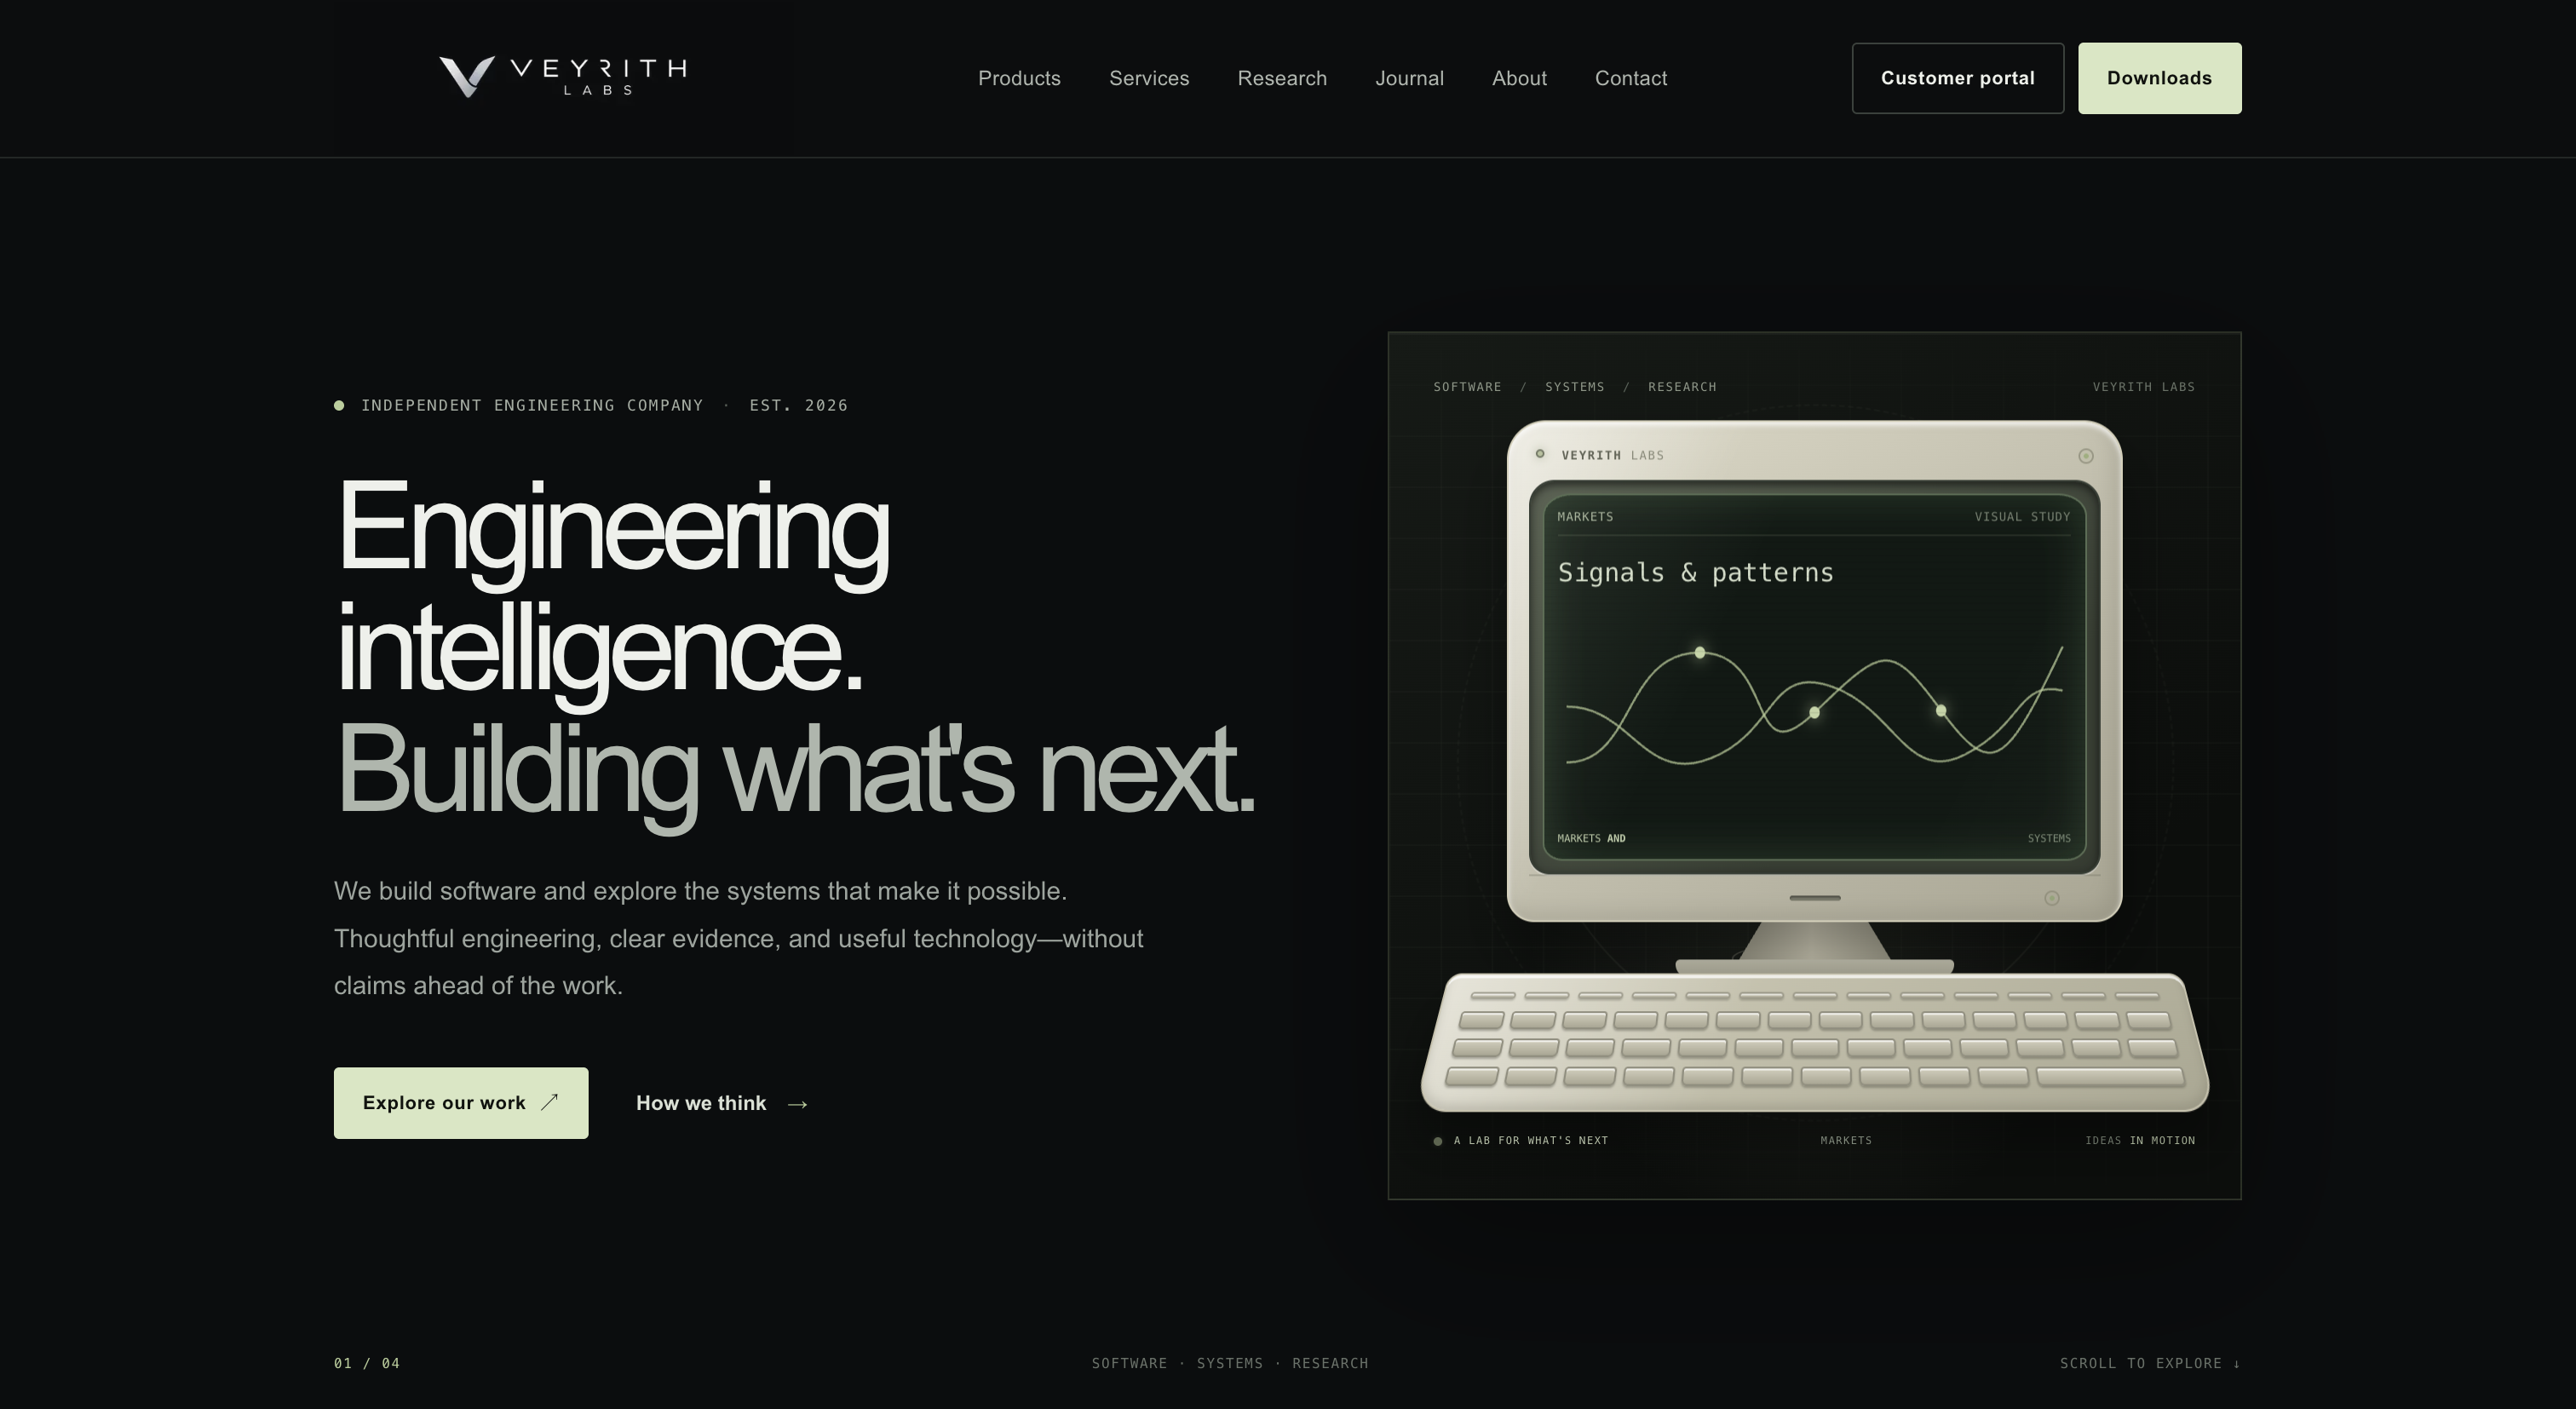 VEYRITH
LABS
Products
Services
Research
Journal
About
Contact
Customer portal
Downloads
INDEPENDENT ENGINEERING COMPANY · EST. 2026
Engineering
intelligence.
Building what's next.
We build software and explore the systems that make it possible.
Thoughtful engineering, clear evidence, and useful technology—without
claims ahead of the work.
Explore our work ↗
How we think →
SOFTWARE / SYSTEMS / RESEARCH
VEYRITH LABS
VEYRITH LABS
MARKETS
VISUAL STUDY
Signals & patterns
MARKETS AND
SYSTEMS
A LAB FOR WHAT'S NEXT
MARKETS
IDEAS IN MOTION
01 / 04
SOFTWARE · SYSTEMS · RESEARCH
SCROLL TO EXPLORE ↓